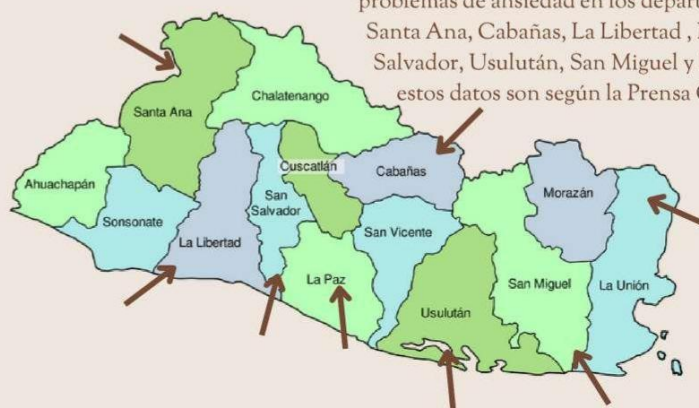 problemas de ansiedad en los
Santa Ana, Cabañas, La Libertad ,
Salvador, Usulután, San Miguel y
estos datos son según la Prensa
Chalatenango
Santa Ana
Cuscatlán
Cabañas
Ahuachapán
Morazán
San
Salvador
Sonsonate
San Vicente
La Libertad
La Paz
San Miguel
La Unión
Usulután